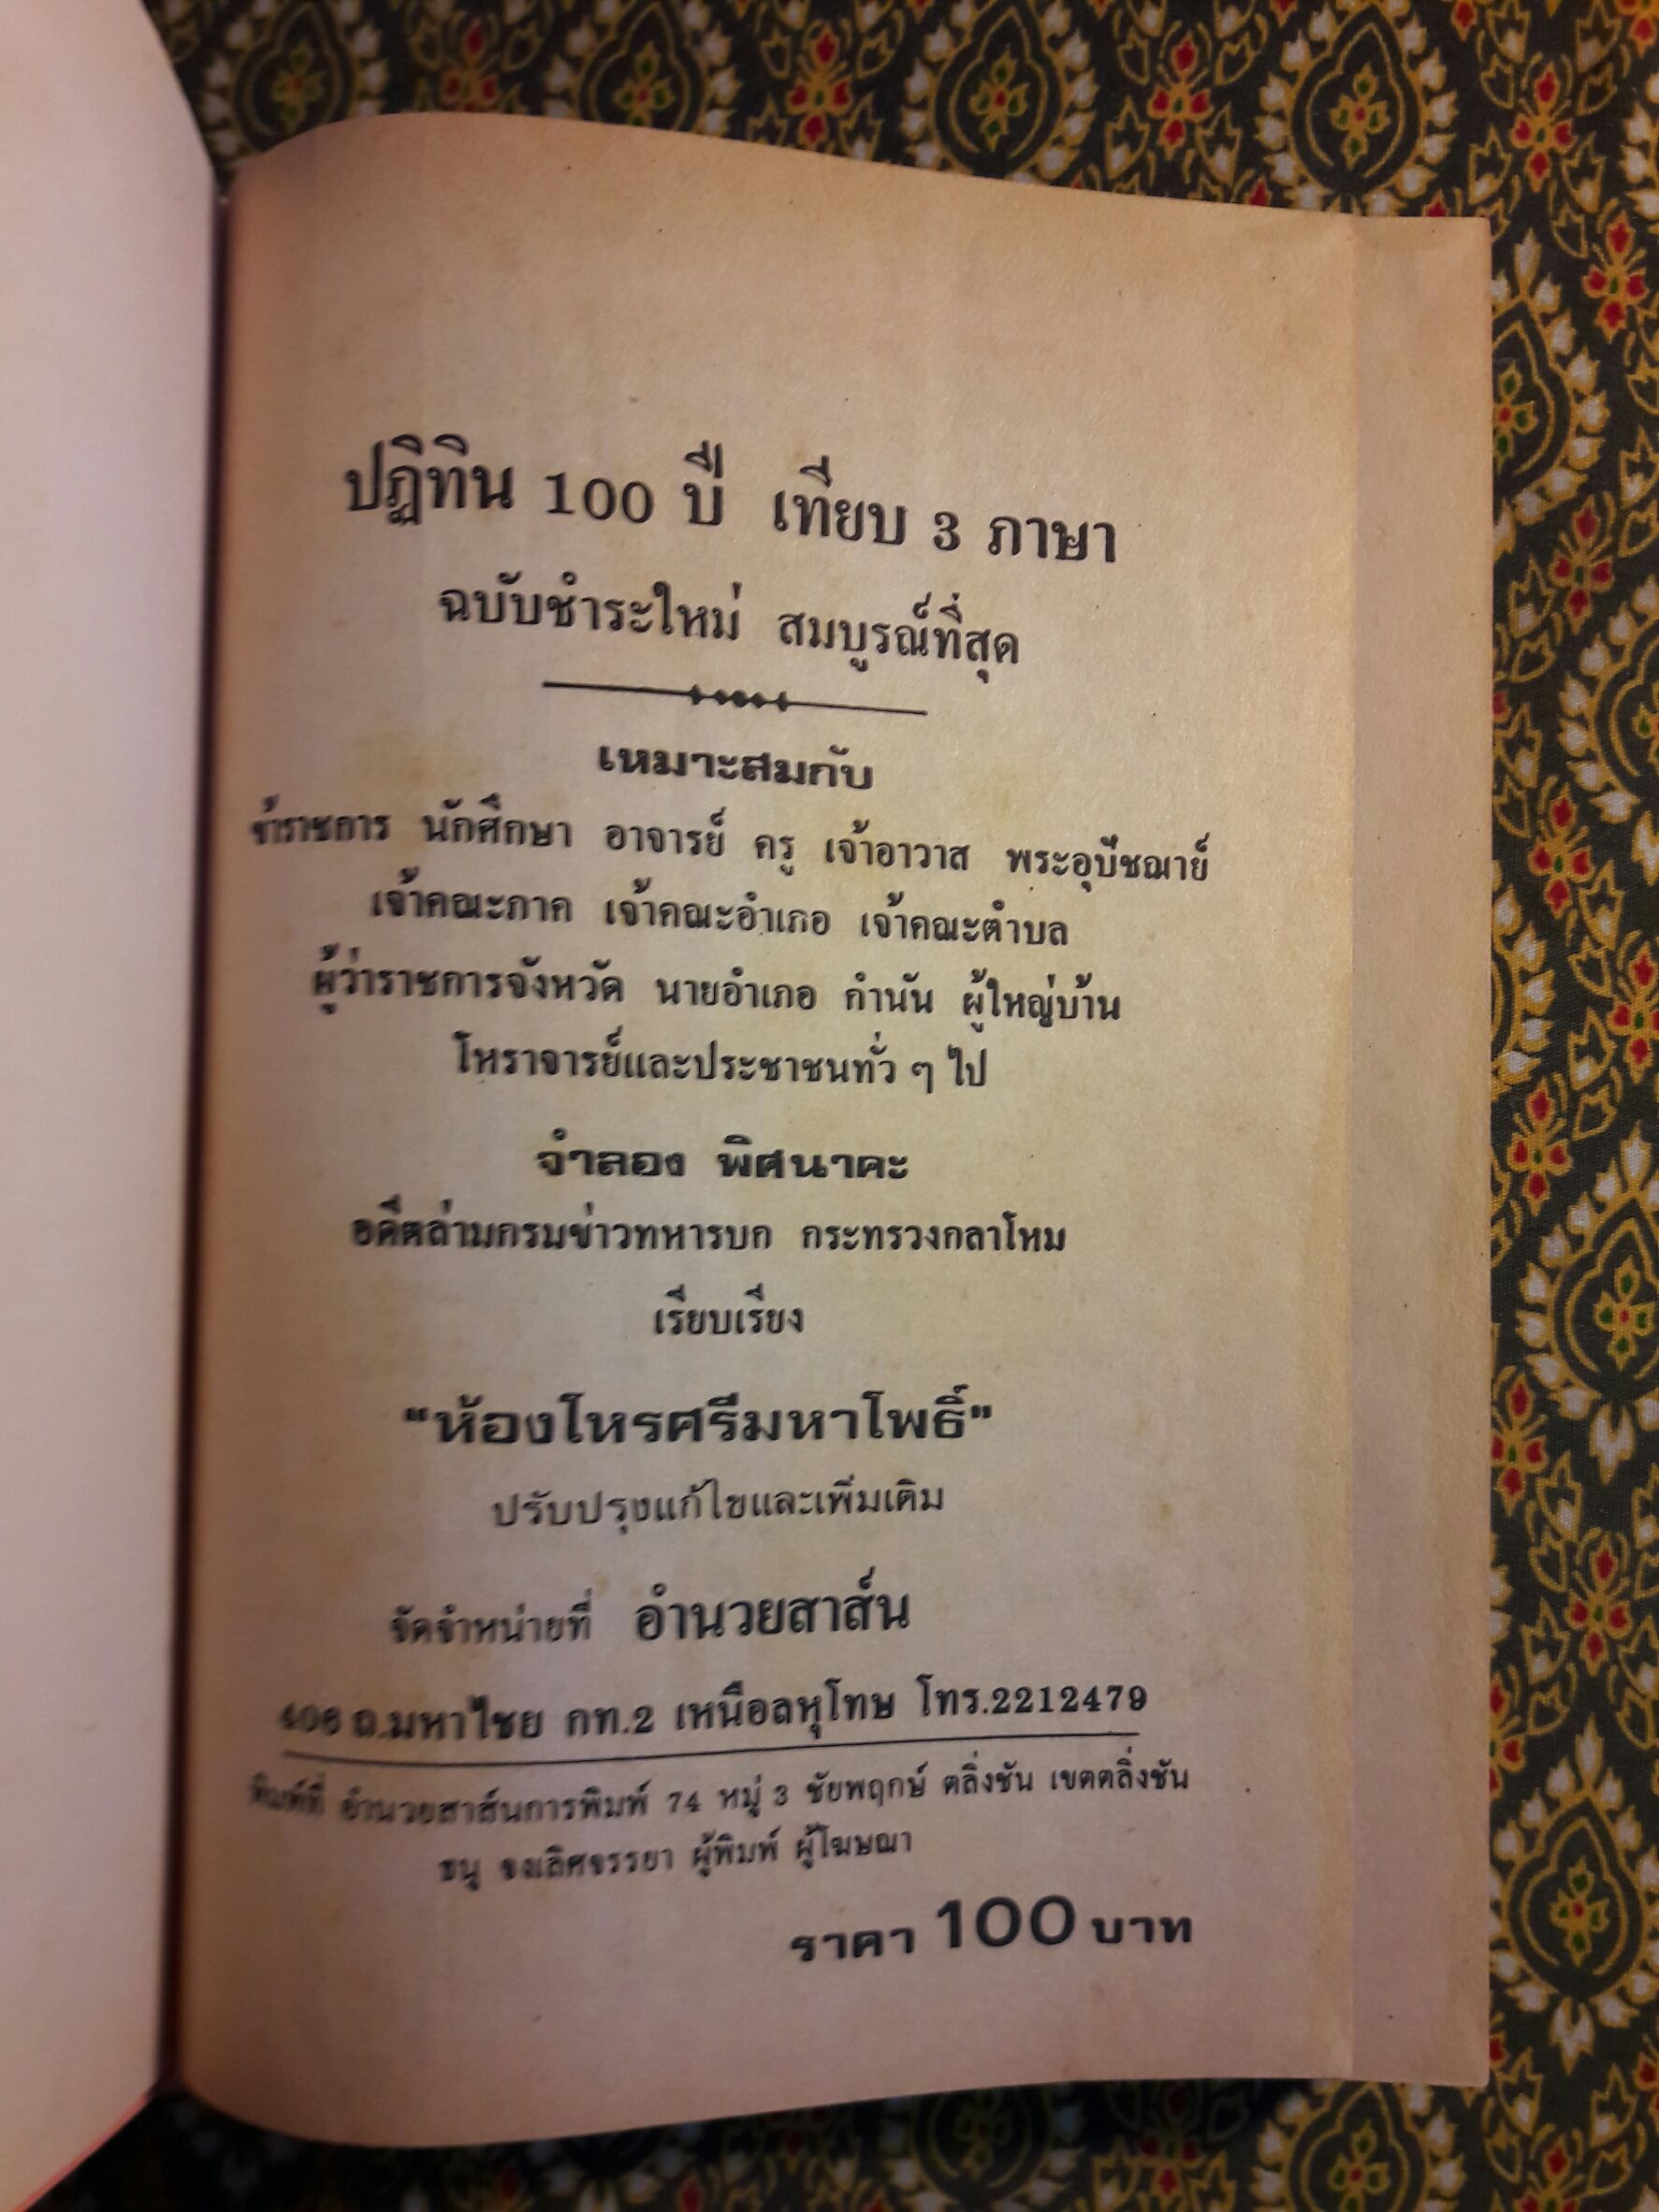 ปฏิทิน 100 ปี เทียบ 3 ภาษา
ฉบับชำระใหม่ สมบูรณ์ที่สุด
เหมาะสมกับ
ข้าราชการ นักศึกษา อาจารย์ ครู เจ้าอาวาส พระอุปัชฌาย์
เจ้าคณะภาค เจ้าคณะอำเภอ เจ้าคณะตำบล
ผู้ว่าราชการจังหวัด นายอำเภอ กำนัน ผู้ใหญ่บ้าน
โหราจารย์และประชาชนทั่ว ๆ ไป
จำลอง พิศนาคะ
อดีตล่ามกรมข่าวทหารบก กระทรวงกลาโหม
เรียบเรียง
"ห้องโหรศรีมหาโพธิ์"
ปรับปรุงแก้ไขและเพิ่มเติม
จัดจำหน่ายที่ อำนวยสาส์น
406 ถ.มหาไชย กท.2 เหนือลหุโทษ โทร.2212479
พิมพ์ที่ อำนวยสาส์นการพิมพ์ 74 หมู่ 3 ชัยพฤกษ์ ตลิ่งชัน เขตตลิ่งชัน
ธนู จงเลิศจรรยา ผู้พิมพ์ ผู้โฆษณา
ราคา 100 บาท